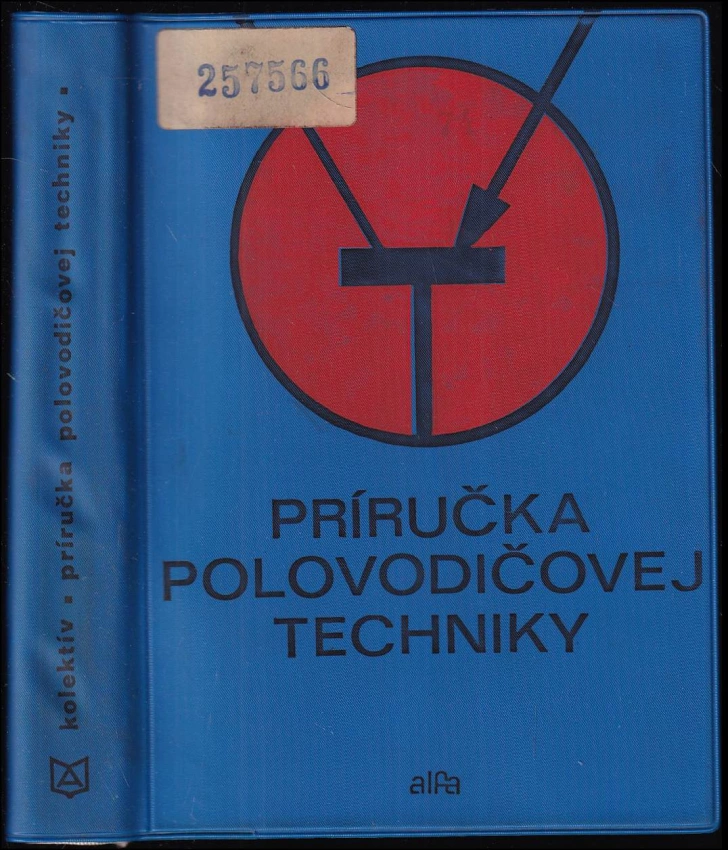 257566
PRÍRUČKA
POLOVODIČOVEJ
TECHNIKY
alfa
kolektív ▪ príručka polovodičovej techniky ▪